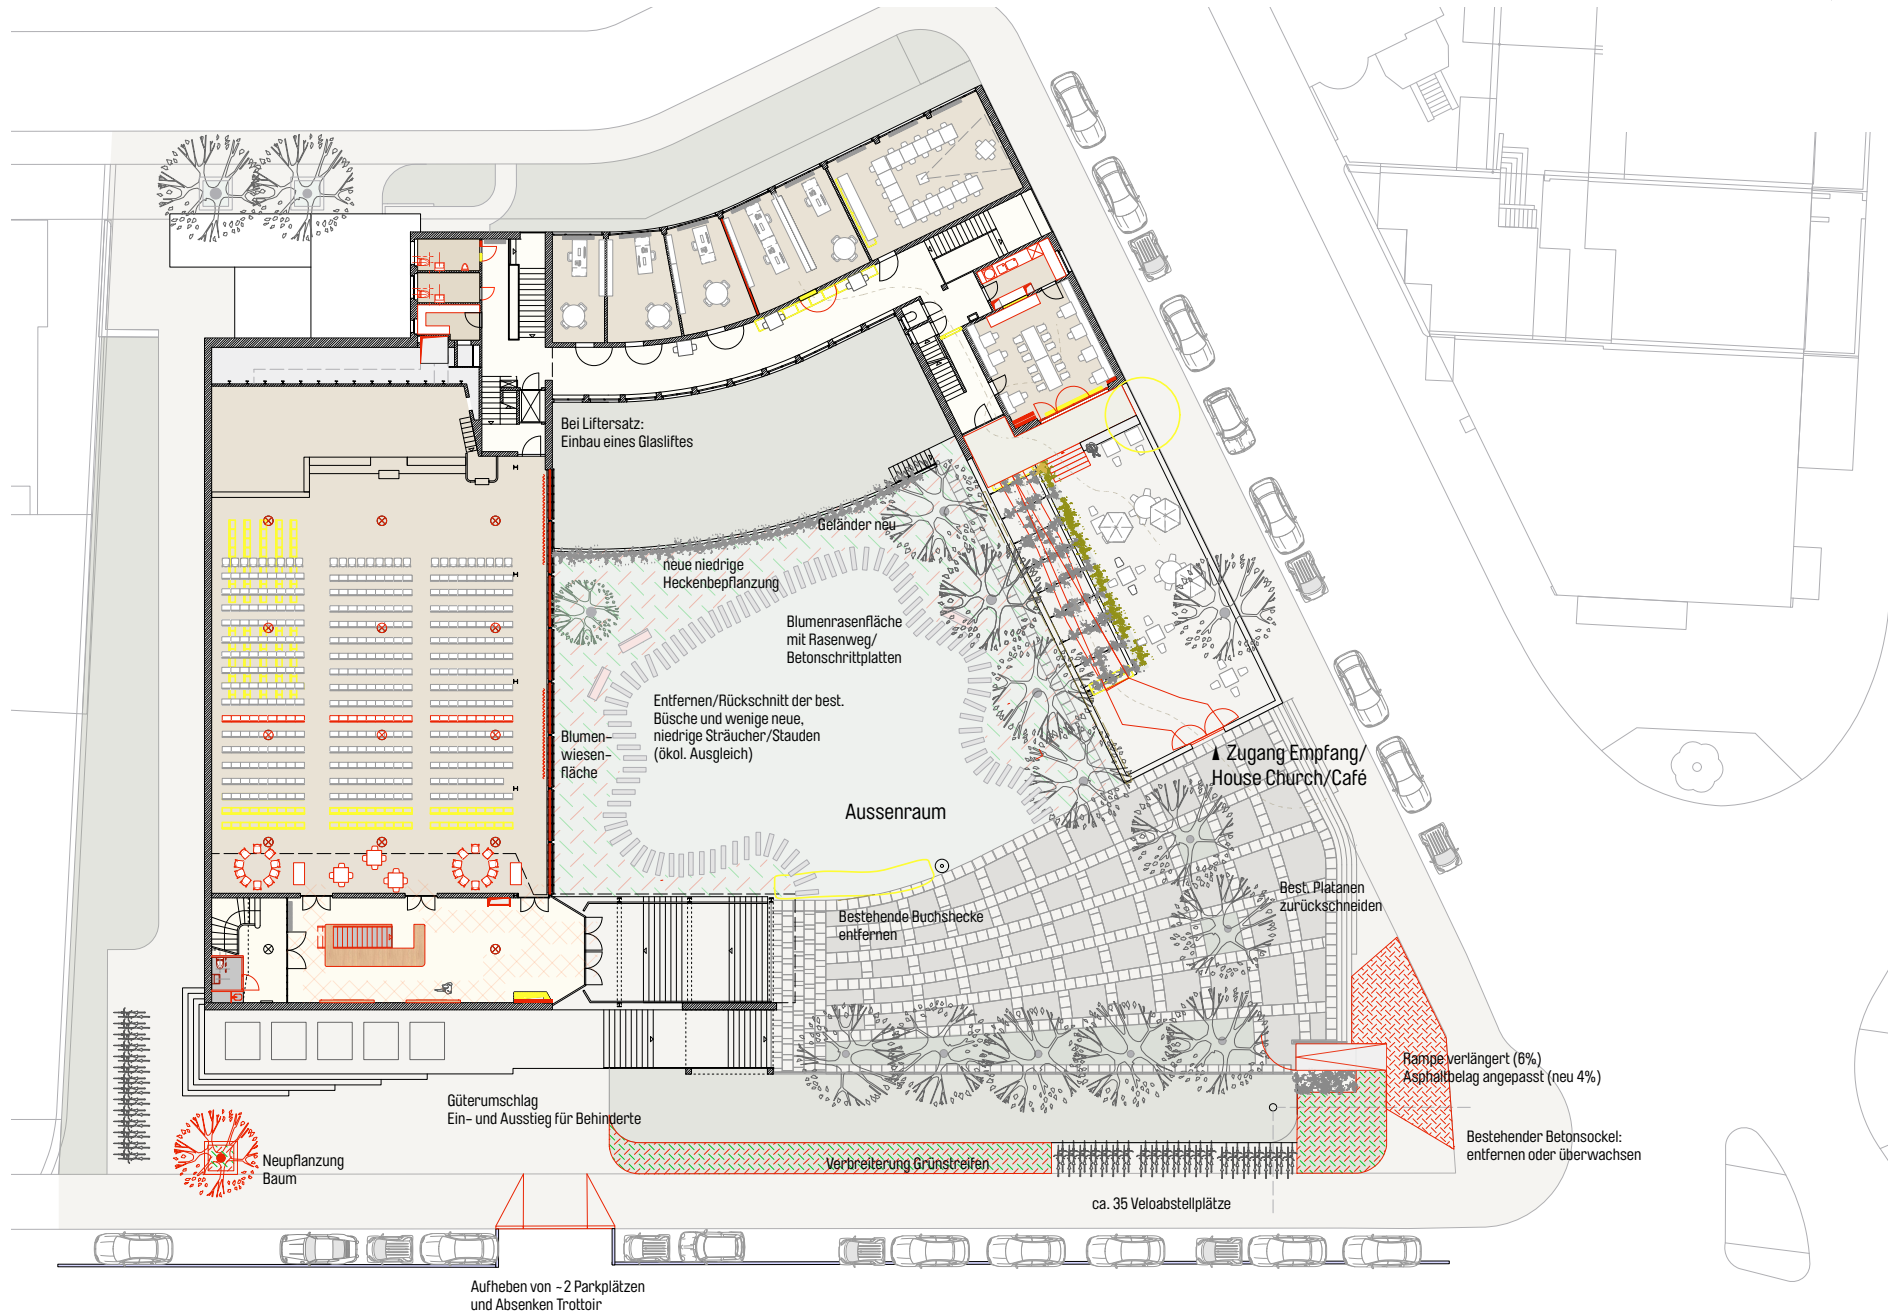 Bei Liftersatz:
Einbau eines Glasliftes
Geländer neu
neue niedrige
Heckenbepflanzung
Blumenrasenfläche
mit Rasenweg/
Betonschrittplatten
Entfernen/Rückschnitt der best.
Büsche und wenige neue,
niedrige Sträucher/Stauden
(ökol. Ausgleich)
Blumen-
wiesen-
fläche
Zugang Empfang/
House Church/Café
Aussenraum
Best. Platanen
zurückschneiden
Bestehende Buchshecke
entfernen
Rampe verlängert (6%)
Asphaltbelag angepasst (neu 4%)
Güterumschlag
Ein- und Ausstieg für Behinderte
Bestehender Betonsockel:
entfernen oder überwachsen
Neupflanzung
Baum
Verbreiterung Grünstreifen
ca. 35 Veloabstellplätze
Aufheben von ~2 Parkplätzen
und Absenken Trottoir